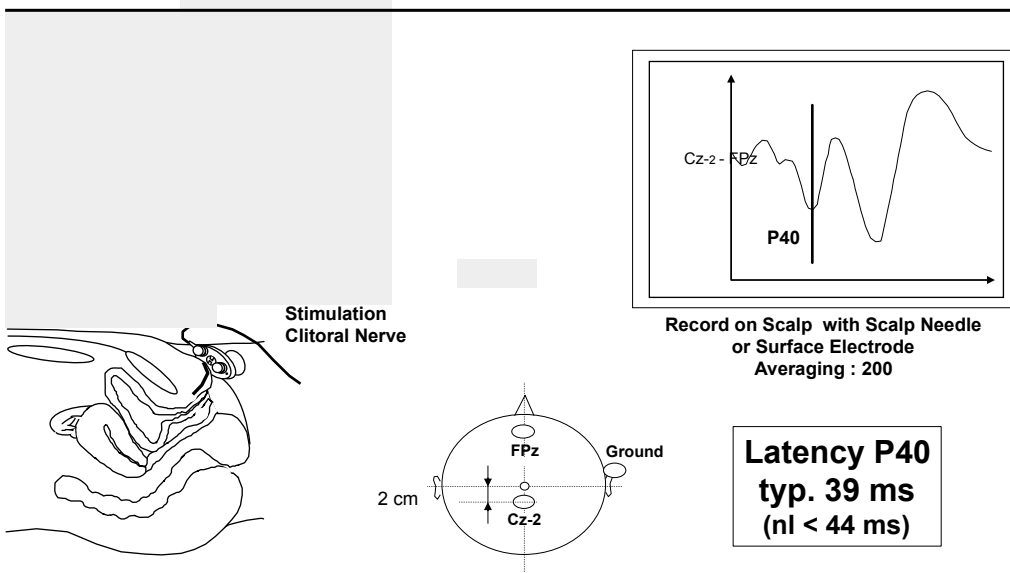 Cz-2 - FPz
P40
Stimulation
Clitoral Nerve
Record on Scalp with Scalp Needle
or Surface Electrode
Averaging : 200
FPz
Ground
2 cm
Cz-2
Latency P40
typ. 39 ms
(nl < 44 ms)